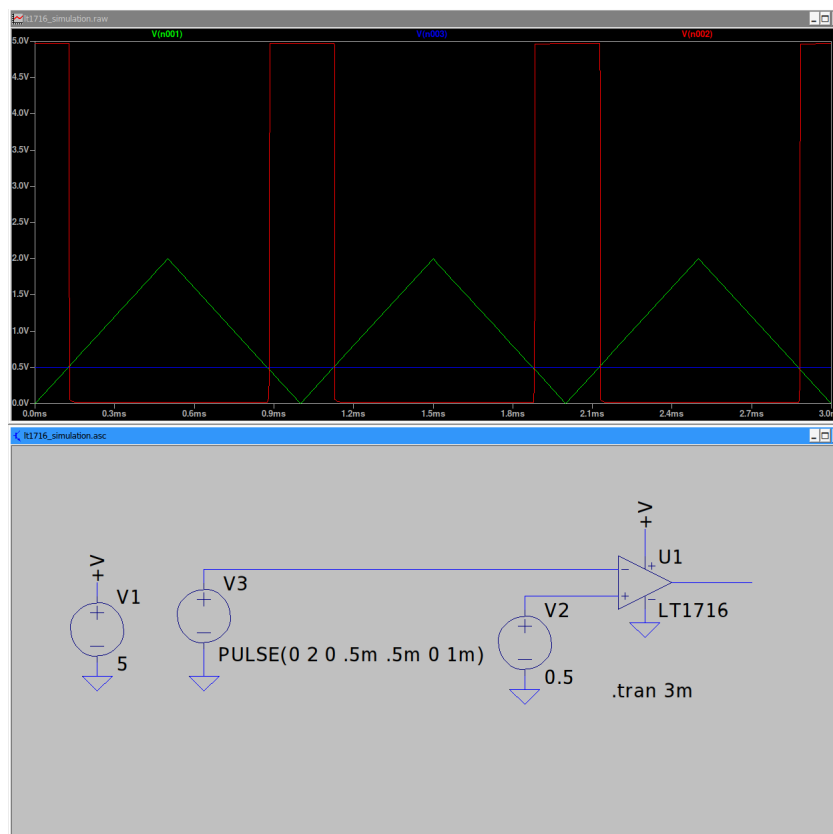 lt1716_simulation.raw
V(n001) V(n003) V(n002)
5.0V
4.5V
4.0V
3.5V
3.0V
2.5V
2.0V
1.5V
1.0V
0.5V
0.0V
0.0ms 0.3ms 0.6ms 0.9ms 1.2ms 1.5ms 1.8ms 2.1ms 2.4ms 2.7ms
lt1716_simulation.asc
+V
V1
5
V3
PULSE(0 2 0 .5m .5m 0 1m)
V2
0.5
+V
U1
LT1716
.tran 3m